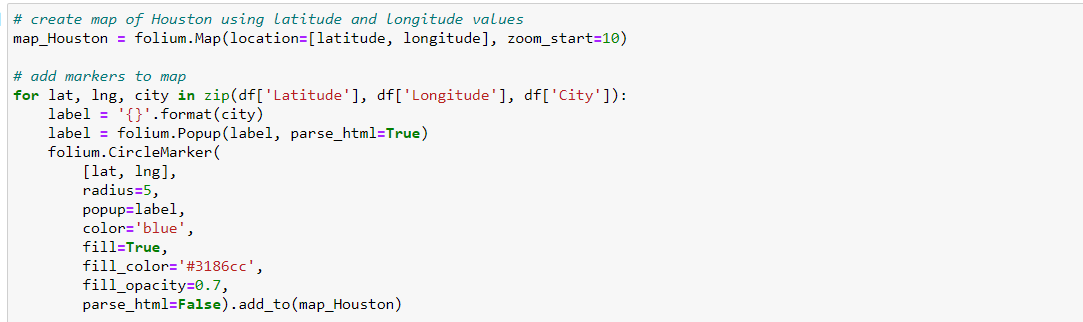 # create map of Houston using latitude and longitude values
map_Houston = folium.Map(location=[latitude, longitude], zoom_start=10)

# add markers to map
for lat, lng, city in zip(df['Latitude'], df['Longitude'], df['City']):
    label = '{}'.format(city)
    label = folium.Popup(label, parse_html=True)
    folium.CircleMarker(
        [lat, lng],
        radius=5,
        popup=label,
        color='blue',
        fill=True,
        fill_color='#3186cc',
        fill_opacity=0.7,
        parse_html=False).add_to(map_Houston)